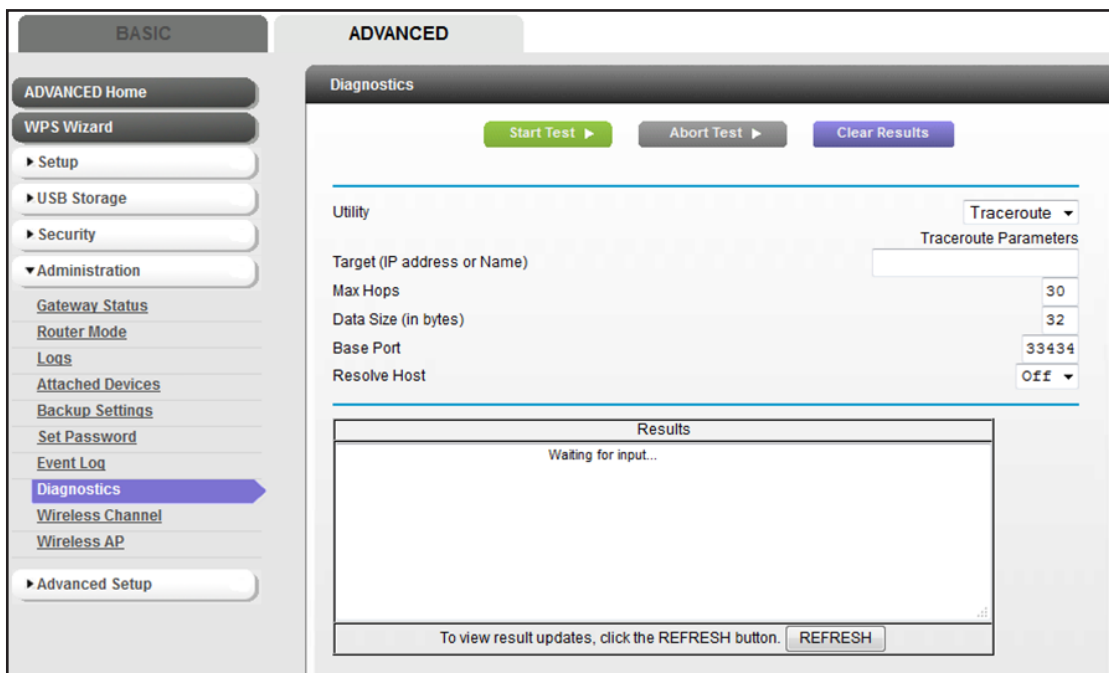 BASIC
ADVANCED
ADVANCED Home
WPS Wizard
Setup
USB Storage
Security
Administration
Gateway Status
Router Mode
Logs
Attached Devices
Backup Settings
Set Password
Event Log
Diagnostics
Wireless Channel
Wireless AP
Advanced Setup
Diagnostics
Start Test Abort Test Clear Results
Utility Traceroute
Traceroute Parameters
Target (IP address or Name)
Max Hops 30
Data Size (in bytes) 32
Base Port 33434
Resolve Host Off
Results
Waiting for input...
To view result updates, click the REFRESH button. REFRESH